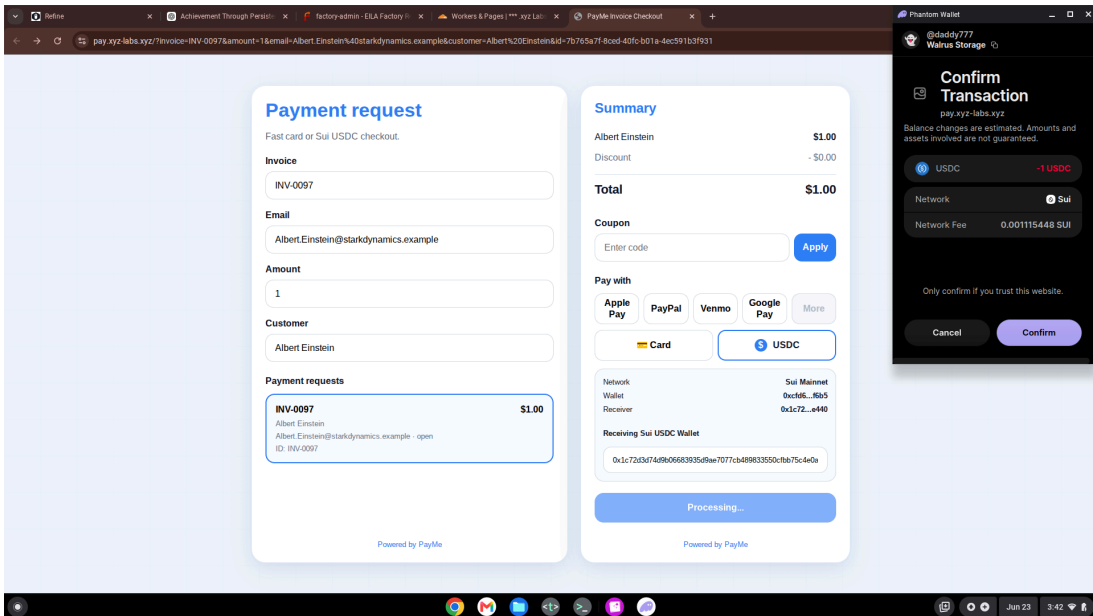 Refine
Achievement Through Persiste
factory-admin - EILA Factory R
Workers & Pages | *** .xyz Lab
PayMe Invoice Checkout
pay.xyz-labs.xyz/?invoice=INV-0097&amount=1&email=Albert.Einstein%40starkdynamics.example&customer=Albert%20Einstein&id=7b765a7f-8ced-40fc-b01a-4ec591b3f931
Payment request
Fast card or Sui USDC checkout.
Invoice
INV-0097
Email
Albert.Einstein@starkdynamics.example
Amount
1
Customer
Albert Einstein
Payment requests
INV-0097 $1.00
Albert Einstein
Albert.Einstein@starkdynamics.example · open
ID: INV-0097
Powered by PayMe
Summary
Albert Einstein $1.00
Discount - $0.00
Total $1.00
Coupon
Enter code Apply
Pay with
Apple Pay PayPal Venmo Google Pay More
Card USDC
Network Sui Mainnet
Wallet 0xcfd6...f6b5
Receiver 0x1c72...e440
Receiving Sui USDC Wallet
0x1c72d3d74d9b06683935d9ae7077cb489833550cfbb75c4e0a
Processing...
Powered by PayMe
Phantom Wallet
@daddy777
Walrus Storage
Confirm
Transaction
pay.xyz-labs.xyz
Balance changes are estimated. Amounts and
assets involved are not guaranteed.
USDC -1 USDC
Network Sui
Network Fee 0.001115448 SUI
Only confirm if you trust this website.
Cancel Confirm
Jun 23 3:42